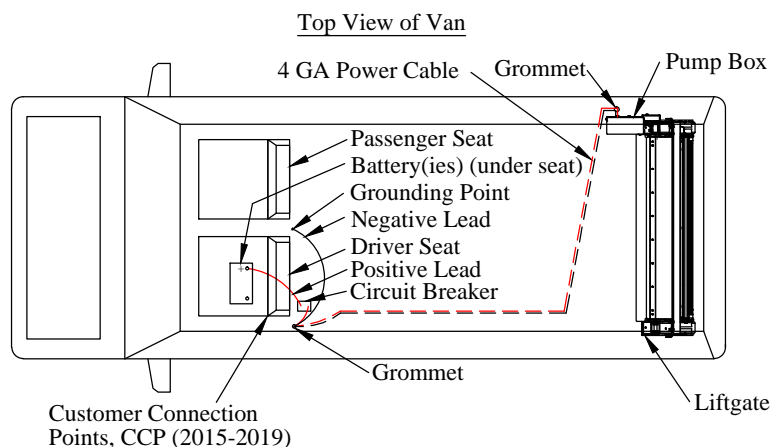 Top View of Van
4 GA Power Cable
Grommet
Pump Box
Passenger Seat
Battery(ies) (under seat)
Grounding Point
Negative Lead
Driver Seat
Positive Lead
Circuit Breaker
Grommet
Liftgate
Customer Connection
Points, CCP (2015-2019)